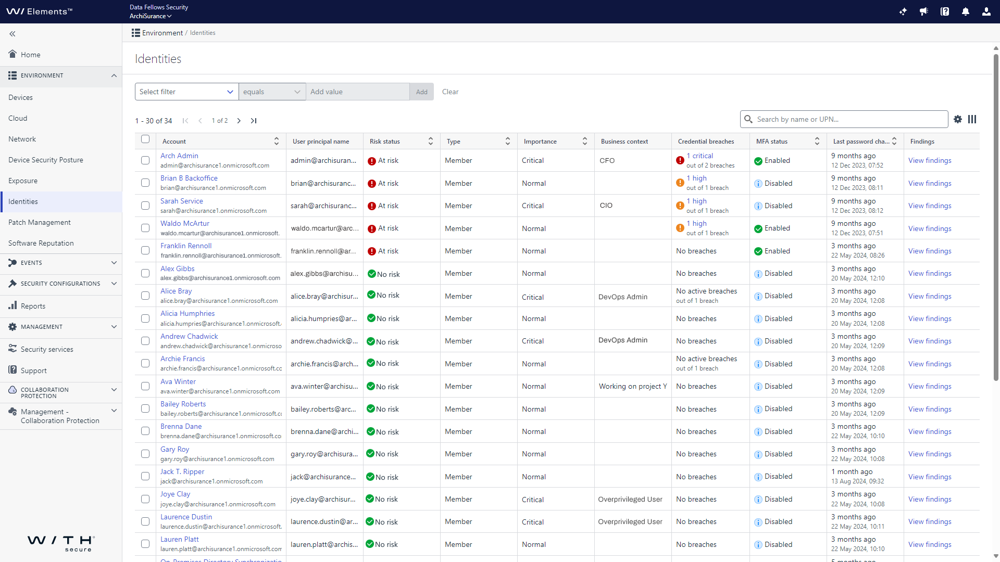 W/ Elements™
Data Fellows Security
ArchiSurance
Environment / Identities
Home
ENVIRONMENT
Devices
Cloud
Network
Device Security Posture
Exposure
Identities
Patch Management
Software Reputation
EVENTS
SECURITY CONFIGURATIONS
Reports
MANAGEMENT
Security services
Support
COLLABORATION
PROTECTION
Management -
Collaboration Protection
W/TH
secure
Identities
Select filter equals Add value Add Clear
1 - 30 of 34 1 of 2 Search by name or UPN...
Account User principal name Risk status Type Importance Business context Credential breaches MFA status Last password cha... Findings
Arch Admin 1 critical 9 months ago
admin@archisuran... At risk Member Critical CFO Enabled View findings
admin@archisurance1.onmicrosoft.com out of 2 breaches 12 Dec 2023, 07:52
Brian B Backoffice 1 high 9 months ago
brian@archisuranc... At risk Member Normal Disabled View findings
brian@archisurance1.onmicrosoft.com out of 1 breach 12 Dec 2023, 08:11
Sarah Service 1 high 9 months ago
sarah@archisuranc... At risk Member Critical CIO Disabled View findings
sarah@archisurance1.onmicrosoft.com out of 1 breach 12 Dec 2023, 08:12
Waldo McArtur 1 high 9 months ago
waldo.mcartur@arc... At risk Member Normal Enabled View findings
waldo.mcartur@archisurance1.onmicrosoft. out of 1 breach 12 Dec 2023, 07:51
Franklin Rennoll 3 months ago
franklin.rennoll@ar... At risk Member Normal No breaches Enabled View findings
franklin.rennoll@archisurance1.onmicrosoft. 22 May 2024, 08:26
Alex Gibbs 3 months ago
alex.gibbs@archisu... No risk Member Normal No breaches Disabled View findings
alex.gibbs@archisurance1.onmicrosoft.com 20 May 2024, 12:10
Alice Bray No active breaches 3 months ago
alice.bray@archisur... No risk Member Critical DevOps Admin Disabled View findings
alice.bray@archisurance1.onmicrosoft.com out of 1 breach 20 May 2024, 12:08
Alicia Humphries 3 months ago
alicia.humpries@ar... No risk Member Normal No breaches Disabled View findings
alicia.humpries@archisurance1.onmicrosoft. 20 May 2024, 12:08
Andrew Chadwick 3 months ago
andrew.chadwick@... No risk Member Critical DevOps Admin No breaches Disabled View findings
andrew.chadwick@archisurance1.onmicroso 20 May 2024, 12:09
Archie Francis No active breaches 3 months ago
archie.francis@arch... No risk Member Normal Disabled View findings
archie.francis@archisurance1.onmicrosoft.co out of 1 breach 20 May 2024, 12:08
Ava Winter 3 months ago
ava.winter@archisu... No risk Member Normal Working on project Y No breaches Disabled View findings
ava.winter@archisurance1.onmicrosoft.com 20 May 2024, 12:09
Bailey Roberts 3 months ago
bailey.roberts@arc... No risk Member Normal No breaches Disabled View findings
bailey.roberts@archisurance1.onmicrosoft.cc 20 May 2024, 12:09
Brenna Dane 3 months ago
brenna.dane@archi... No risk Member Normal No breaches Disabled View findings
brenna.dane@archisurance1.onmicrosoft.co 22 May 2024, 10:10
Gary Roy 3 months ago
gary.roy@archisura... No risk Member Normal No breaches Disabled View findings
gary.roy@archisurance1.onmicrosoft.com 22 May 2024, 10:08
Jack T. Ripper 1 month ago
jack@archisurance... No risk Member Normal No breaches Disabled View findings
jack@archisurance1.onmicrosoft.com 13 Aug 2024, 09:32
Joye Clay 3 months ago
joye.clay@archisur... No risk Member Critical Overprivileged User No breaches Disabled View findings
joye.clay@archisurance1.onmicrosoft.com 22 May 2024, 10:08
Laurence Dustin 3 months ago
laurence.dustin@ar... No risk Member Critical Overprivileged User No breaches Disabled View findings
laurence.dustin@archisurance1.onmicrosoft. 22 May 2024, 10:11
Lauren Platt 3 months ago
lauren.platt@archis... No risk Member Normal No breaches Disabled View findings
lauren.platt@archisurance1.onmicrosoft.com 22 May 2024, 10:10
On-Premises Directory Synchronizatio 5 months ago